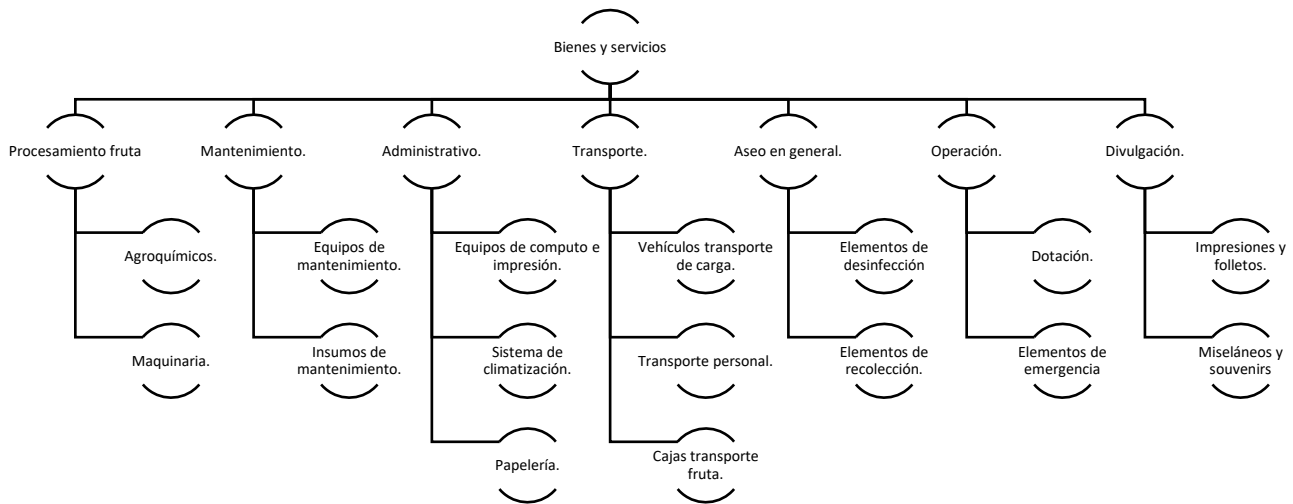 Bienes y servicios
Procesamiento fruta
Mantenimiento.
Administrativo.
Transporte.
Aseo en general.
Operación.
Divulgación.
Agroquímicos.
Equipos de
mantenimiento.
Equipos de computo e
impresión.
Vehículos transporte
de carga.
Elementos de
desinfección
Dotación.
Impresiones y
folletos.
Maquinaria.
Insumos de
mantenimiento.
Sistema de
climatización.
Transporte personal.
Elementos de
recolección.
Elementos de
emergencia
Miseláneos y
souvenirs
Papelería.
Cajas transporte
fruta.